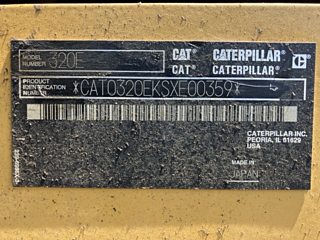 MODEL NUMBER 320E
CAT CATERPILLAR
CAT CATERPILLAR
PRODUCT IDENTIFICATION NUMBER *CAT0320EKSXE00359*
CATERPILLAR INC.
PEORIA, IL 61629
USA
MADE IN
JAPAN